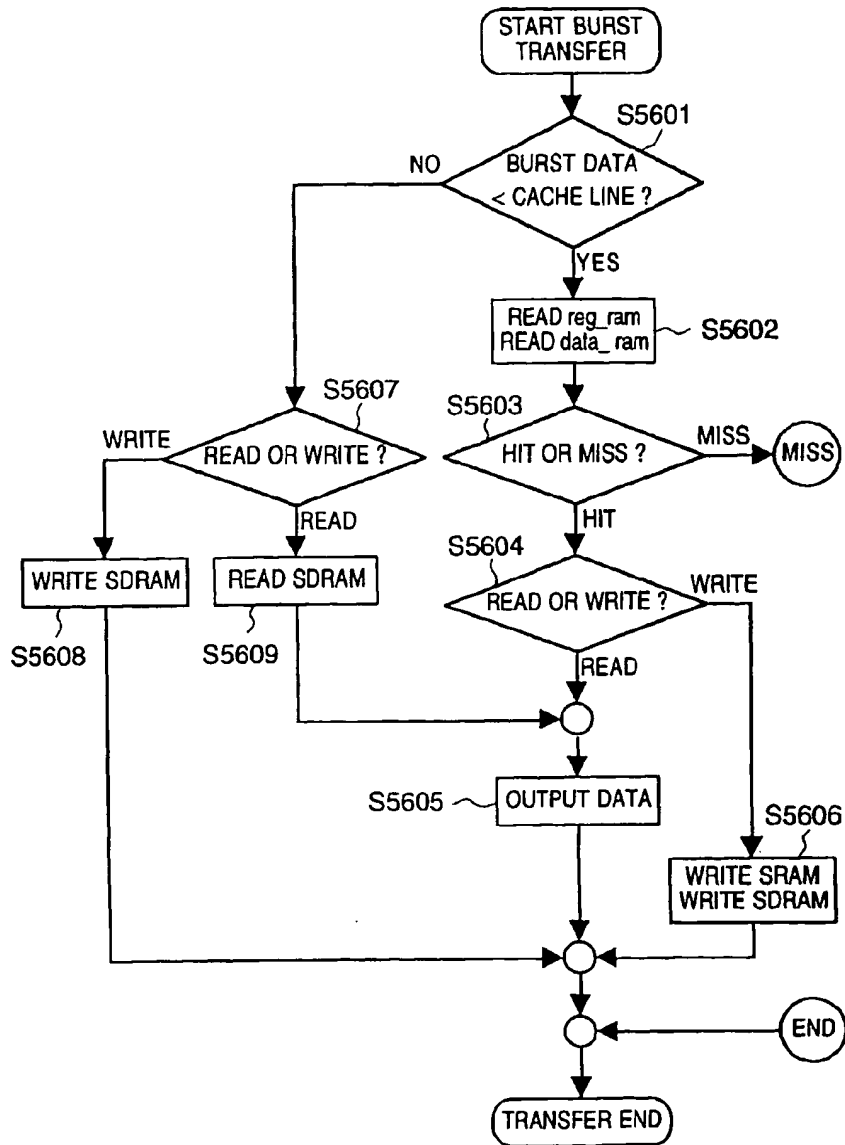 START BURST
TRANSFER
S5601
NO
BURST DATA
< CACHE LINE ?
YES
READ reg_ram
READ data_ram
S5602
S5607
S5603
WRITE
READ OR WRITE ?
HIT OR MISS ?
MISS
MISS
READ
HIT
S5604
WRITE SDRAM
READ SDRAM
READ OR WRITE ?
WRITE
S5608
S5609
READ
S5605
OUTPUT DATA
S5606
WRITE SRAM
WRITE SDRAM
END
TRANSFER END